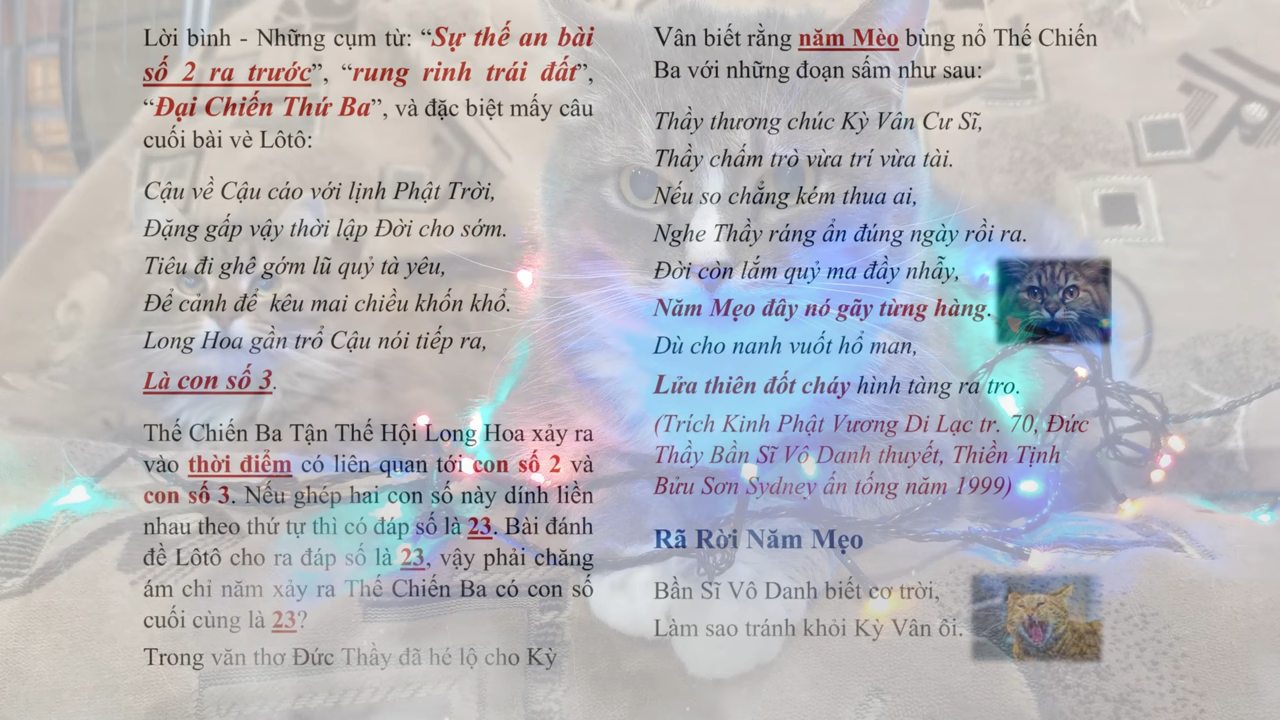 Lời bình - Những cụm từ: “Sự thế an bài
số 2 ra trước”, “rung rinh trái đất”,
“Đại Chiến Thứ Ba”, và đặc biệt mấy câu
cuối bài vè Lôtô:
Cậu về Cậu cáo với lịnh Phật Trời,
Đặng gấp vậy thời lập Đời cho sớm.
Tiêu đi ghê gớm lũ quỷ tà yêu,
Để cảnh để kêu mai chiều khốn khổ.
Long Hoa gần trổ Cậu nói tiếp ra,
Là con số 3.
Thế Chiến Ba Tận Thế Hội Long Hoa xảy ra
vào thời điểm có liên quan tới con số 2 và
con số 3. Nếu ghép hai con số này dính liền
nhau theo thứ tự thì có đáp số là 23. Bài đánh
đề Lôtô cho ra đáp số là 23, vậy phải chăng
ám chỉ năm xảy ra Thế Chiến Ba có con số
cuối cùng là 23?
Trong văn thơ Đức Thầy đã hé lộ cho Kỳ
Vân biết rằng năm Mèo bùng nổ Thế Chiến
Ba với những đoạn sấm như sau:
Thầy thương chúc Kỳ Vân Cư Sĩ,
Thầy chấm trò vừa trí vừa tài.
Nếu so chẳng kém thua ai,
Nghe Thầy ráng ẩn đúng ngày rồi ra.
Đời còn lắm quỷ ma đầy nhẫy,
Năm Mẹo đây nó gãy từng hàng.
Dù cho nanh vuốt hổ man,
Lửa thiên đốt cháy hình tàng ra tro.
(Trích Kinh Phật Vương Di Lạc tr. 70, Đức
Thầy Bần Sĩ Vô Danh thuyết, Thiền Tịnh
Bửu Sơn Sydney ấn tống năm 1999)
Rã Rời Năm Mẹo
Bần Sĩ Vô Danh biết cơ trời,
Làm sao tránh khỏi Kỳ Vân ôi.